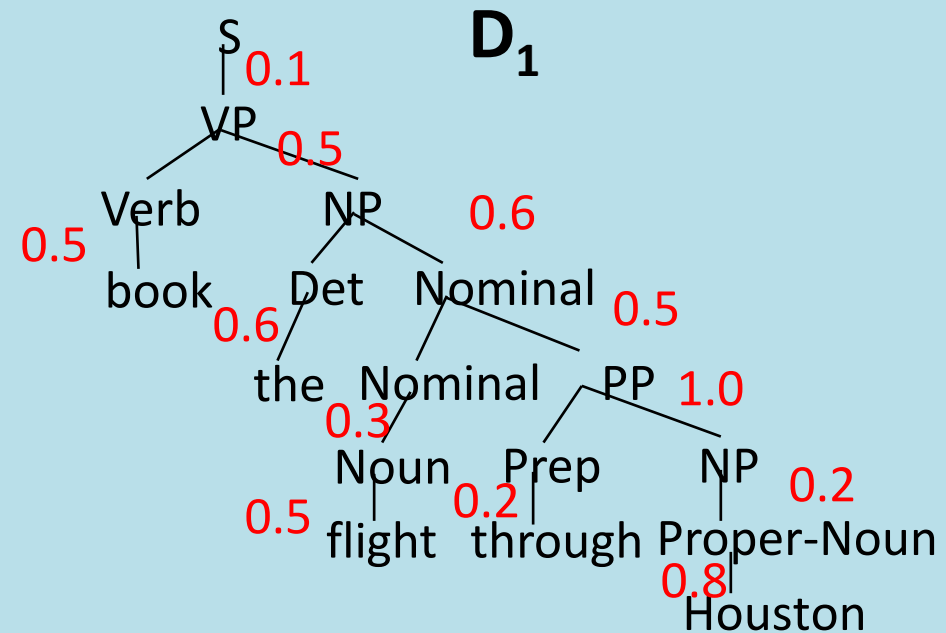 S D₁
0.1
VP
0.5
Verb NP 0.6
0.5
book Det Nominal
0.6 0.5
the Nominal PP 1.0
0.3
Noun Prep NP
0.5 0.2 0.2
flight through Proper-Noun
0.8
Houston